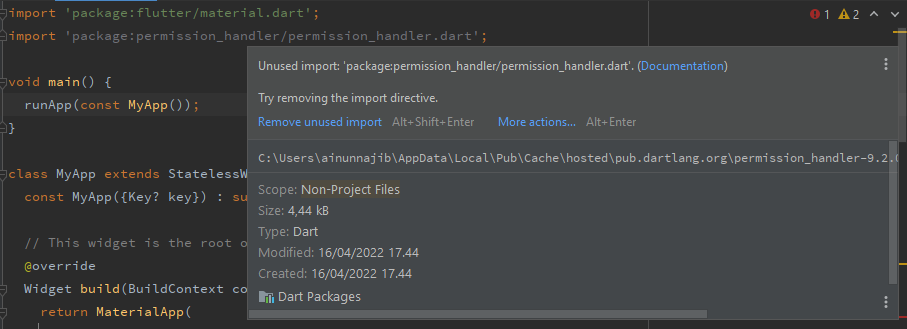 import 'package:flutter/material.dart';
1 2
import 'package:permission_handler/permission_handler.dart';
Unused import: 'package:permission_handler/permission_handler.dart'. (Documentation)
void main() {
Try removing the import directive.
runApp(const MyApp());
Remove unused import Alt+Shift+Enter More actions... Alt+Enter
}
C:\Users\ainunnajib\AppData\Local\Pub\Cache\hosted\pub.dartlang.org\permission_handler-9.2.0
class MyApp extends StatelessW
Scope: Non-Project Files
const MyApp({Key? key}) : su
Size: 4,44 kB
Type: Dart
// This widget is the root o
Modified: 16/04/2022 17.44
@override
Created: 16/04/2022 17.44
Widget build(BuildContext co
Dart Packages
return MaterialApp(